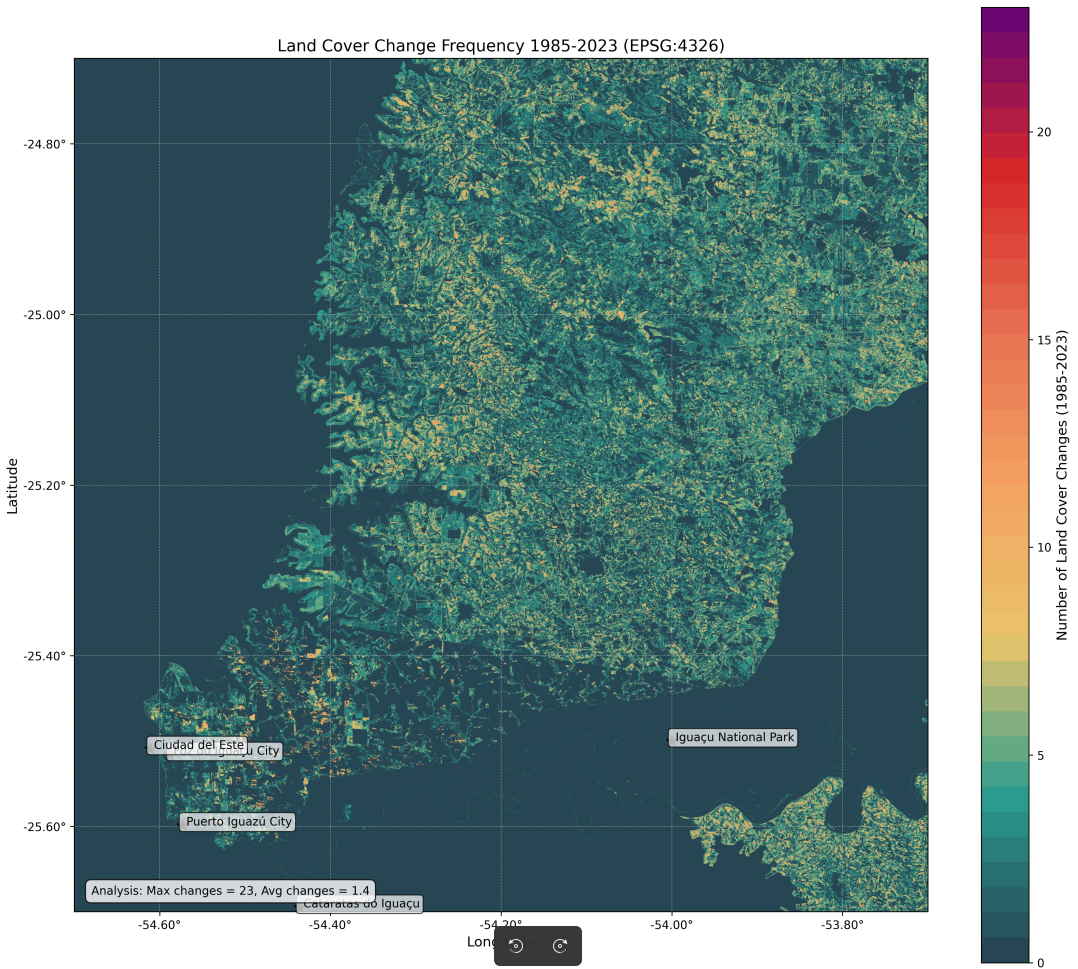 Land Cover Change Frequency 1985-2023 (EPSG:4326)
20
15
10
5
0
Number of Land Cover Changes (1985-2023)
-24.80°
-25.00°
-25.20°
-25.40°
-25.60°
Latitude
Iguaçu National Park
Ciudad del Este
City
Puerto Iguazú City
Analysis: Max changes = 23, Avg changes = 1.4
Cataratas do Iguaçu
-54.60°
-54.40°
-54.20°
-54.00°
-53.80°